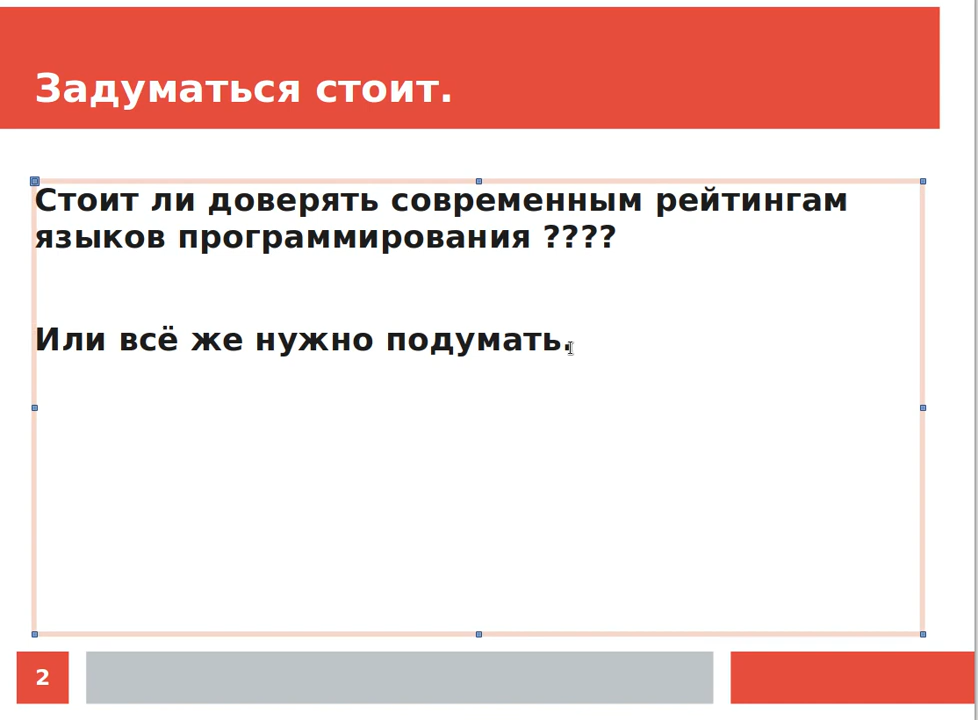 Задуматься стоит.
Стоит ли доверять современным рейтингам
языков программирования ????
Или всё же нужно подумать.
2